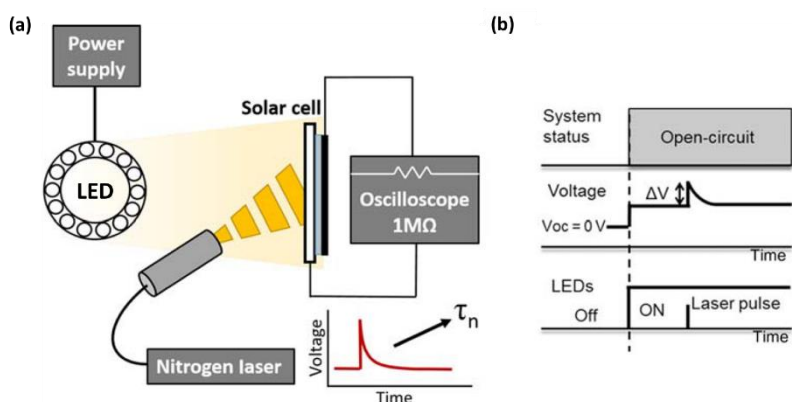 (a)
Power
supply
LED
Solar cell
Oscilloscope
1MΩ
Nitrogen laser
Voltage
Time
τn
(b)
System
status
Open-circuit
Voltage
ΔV
Voc = 0 V
Time
LEDs
Off
ON
Laser pulse
Time